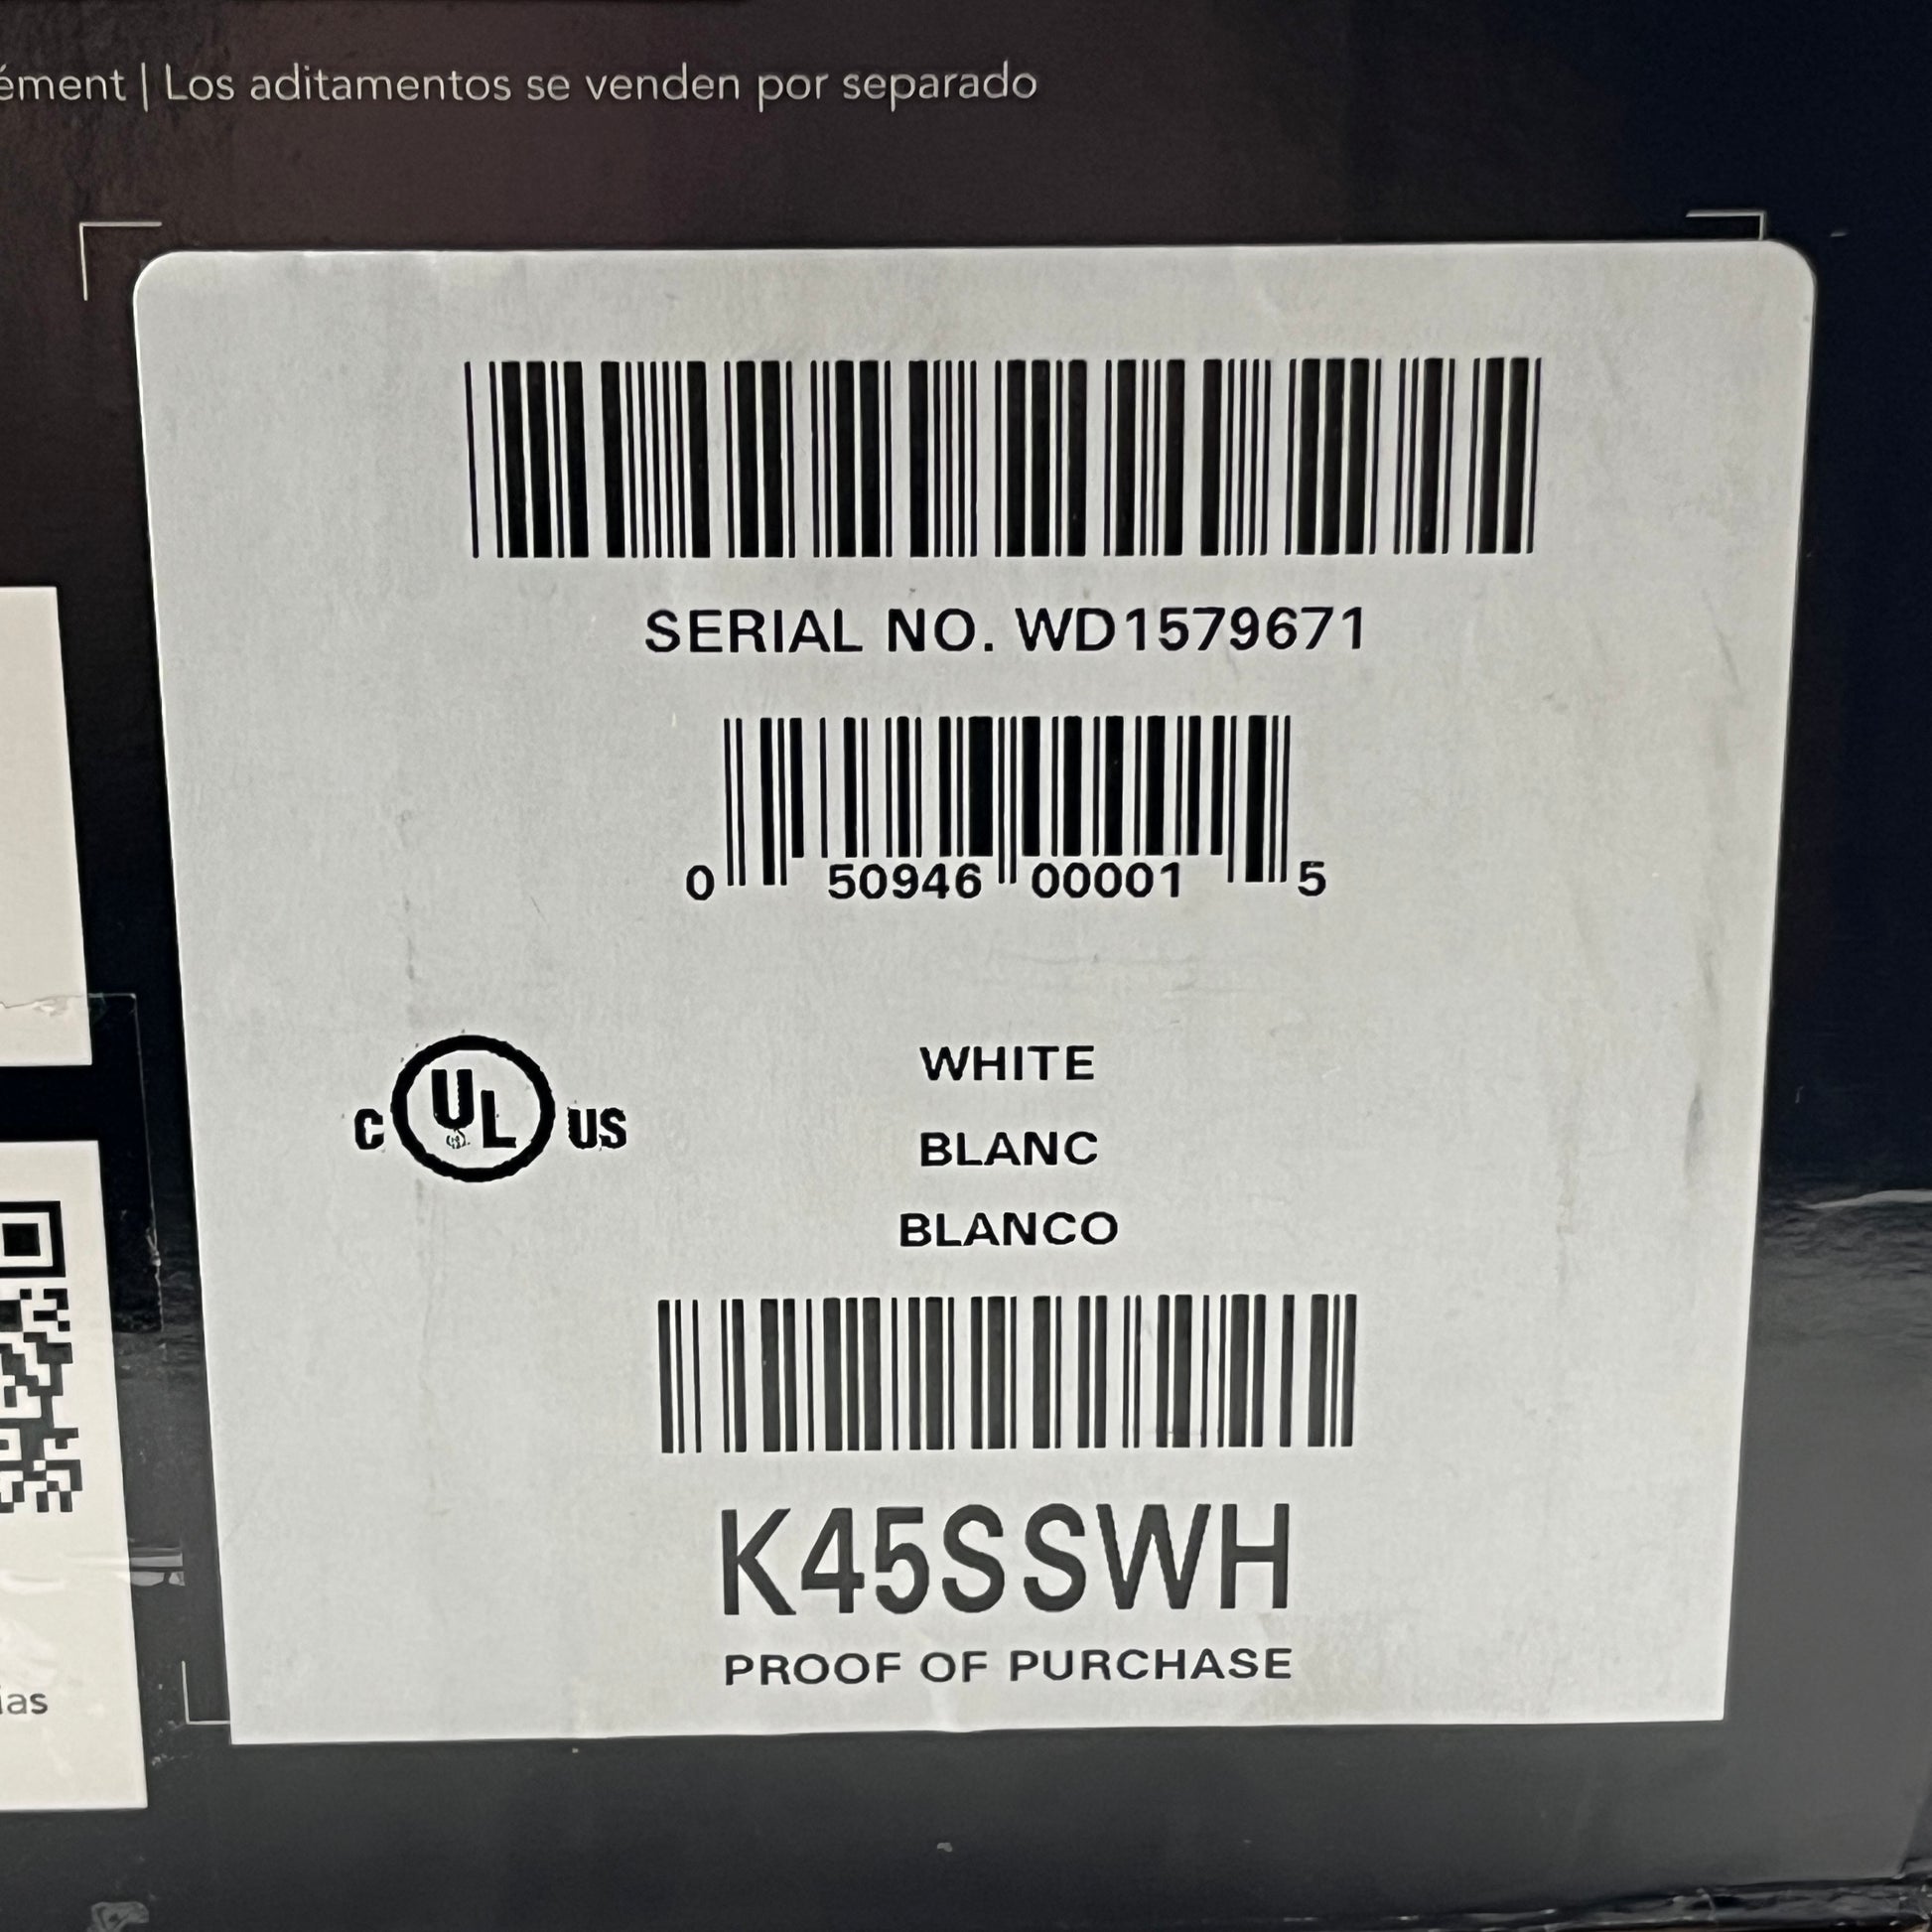 ément | Los aditamentos se venden por separado
SERIAL NO. WD1579671
0 50946 00001 5
C UL US
WHITE
BLANC
BLANCO
K45SSWH
PROOF OF PURCHASE
ias